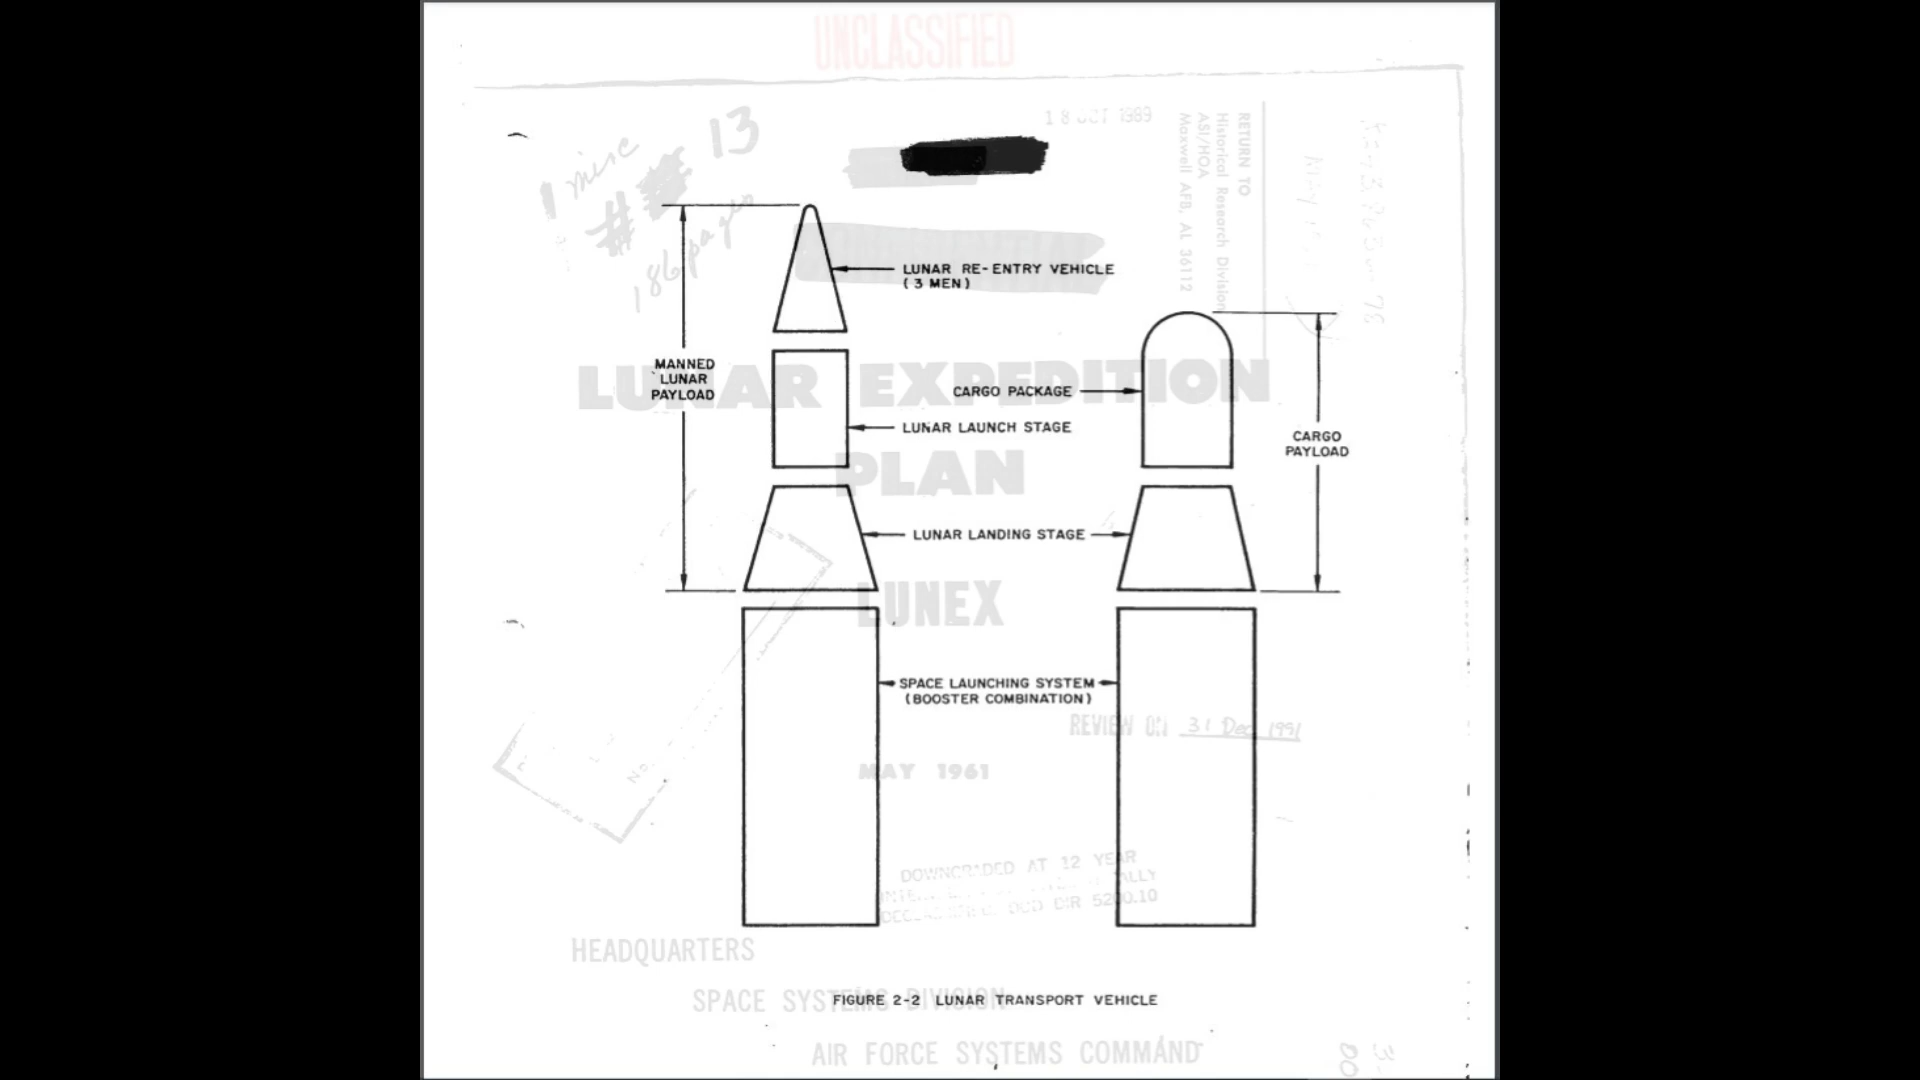 UNCLASSIFIED
18 OCT 1989
RETURN TO
Historical Research Division
ASI/HOA
Maxwell AFB, AL 36112
1 misc
# 13
186 pages
LUNAR RE-ENTRY VEHICLE
(3 MEN)
MANNED
LUNAR
PAYLOAD
LUNAR EXPEDITION
CARGO PACKAGE
LUNAR LAUNCH STAGE
CARGO
PAYLOAD
PLAN
LUNAR LANDING STAGE
LUNEX
SPACE LAUNCHING SYSTEM
(BOOSTER COMBINATION)
REVIEW ON 31 Dec 1991
MAY 1961
DOWNGRADED AT 12 YEAR
DOD DIR 5200.10
HEADQUARTERS
SPACE SYSTEMS DIVISION
FIGURE 2-2 LUNAR TRANSPORT VEHICLE
AIR FORCE SYSTEMS COMMAND